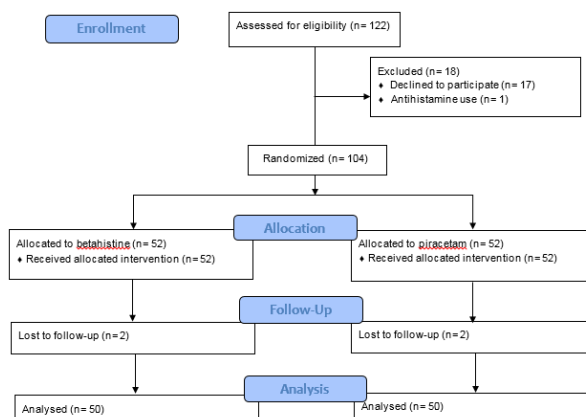 Enrollment
Assessed for eligibility (n= 122)
Excluded (n= 18)
♦ Declined to participate (n= 17)
♦ Antihistamine use (n= 1)
Randomized (n= 104)
Allocation
Allocated to betahistine (n= 52)
♦ Received allocated intervention (n= 52)
Allocated to piracetam (n= 52)
♦ Received allocated intervention (n= 52)
Follow-Up
Lost to follow-up (n= 2)
Lost to follow-up (n= 2)
Analysis
Analysed (n= 50)
Analysed (n= 50)